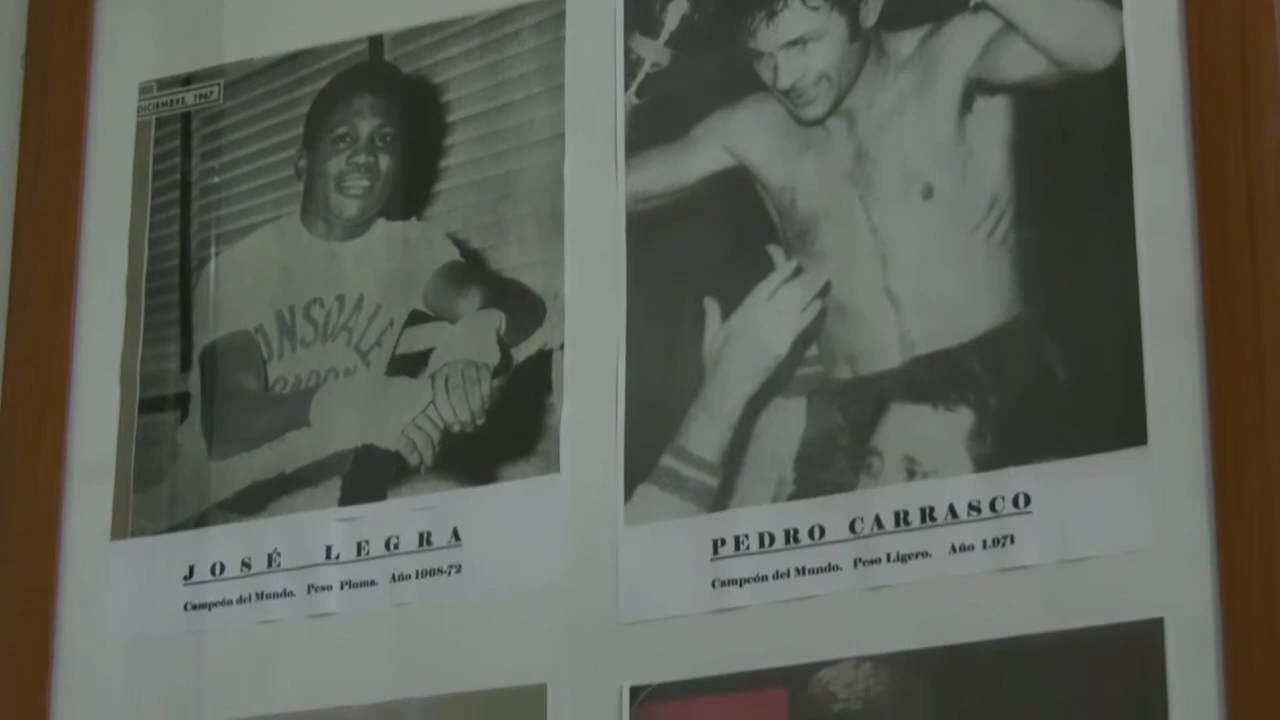 DICIEMBRE, 1967
ONSDALE
JOSÉ LEGRA
Campeón del Mundo. Peso Pluma. Año 1968-72
PEDRO CARRASCO
Campeón del Mundo. Peso Ligero. Año 1.971